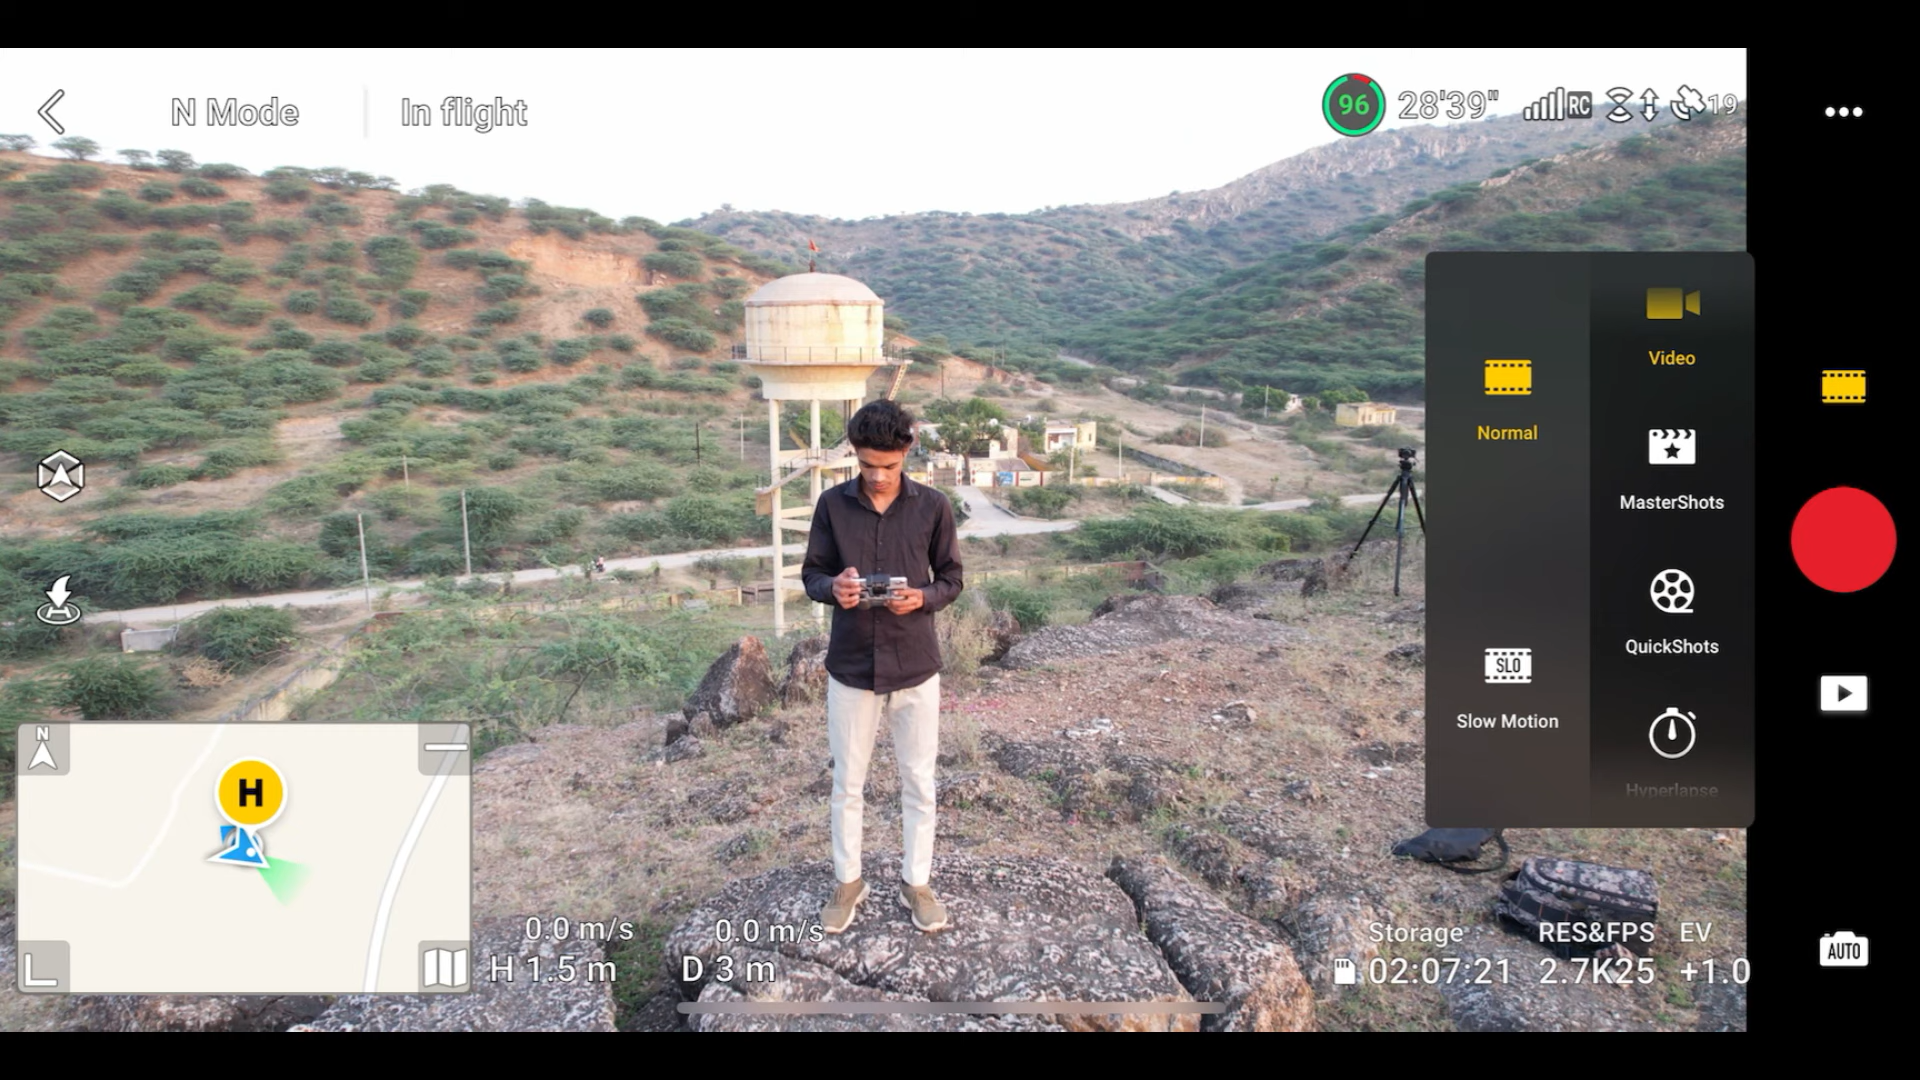 N Mode
In flight
96
28'39"
RC
19
Video
Normal
MasterShots
QuickShots
SLO
Slow Motion
Hyperlapse
N
H
0.0 m/s
0.0 m/s
H 1.5 m
D 3 m
Storage
RES&FPS
EV
02:07:21
2.7K25
+1.0
AUTO